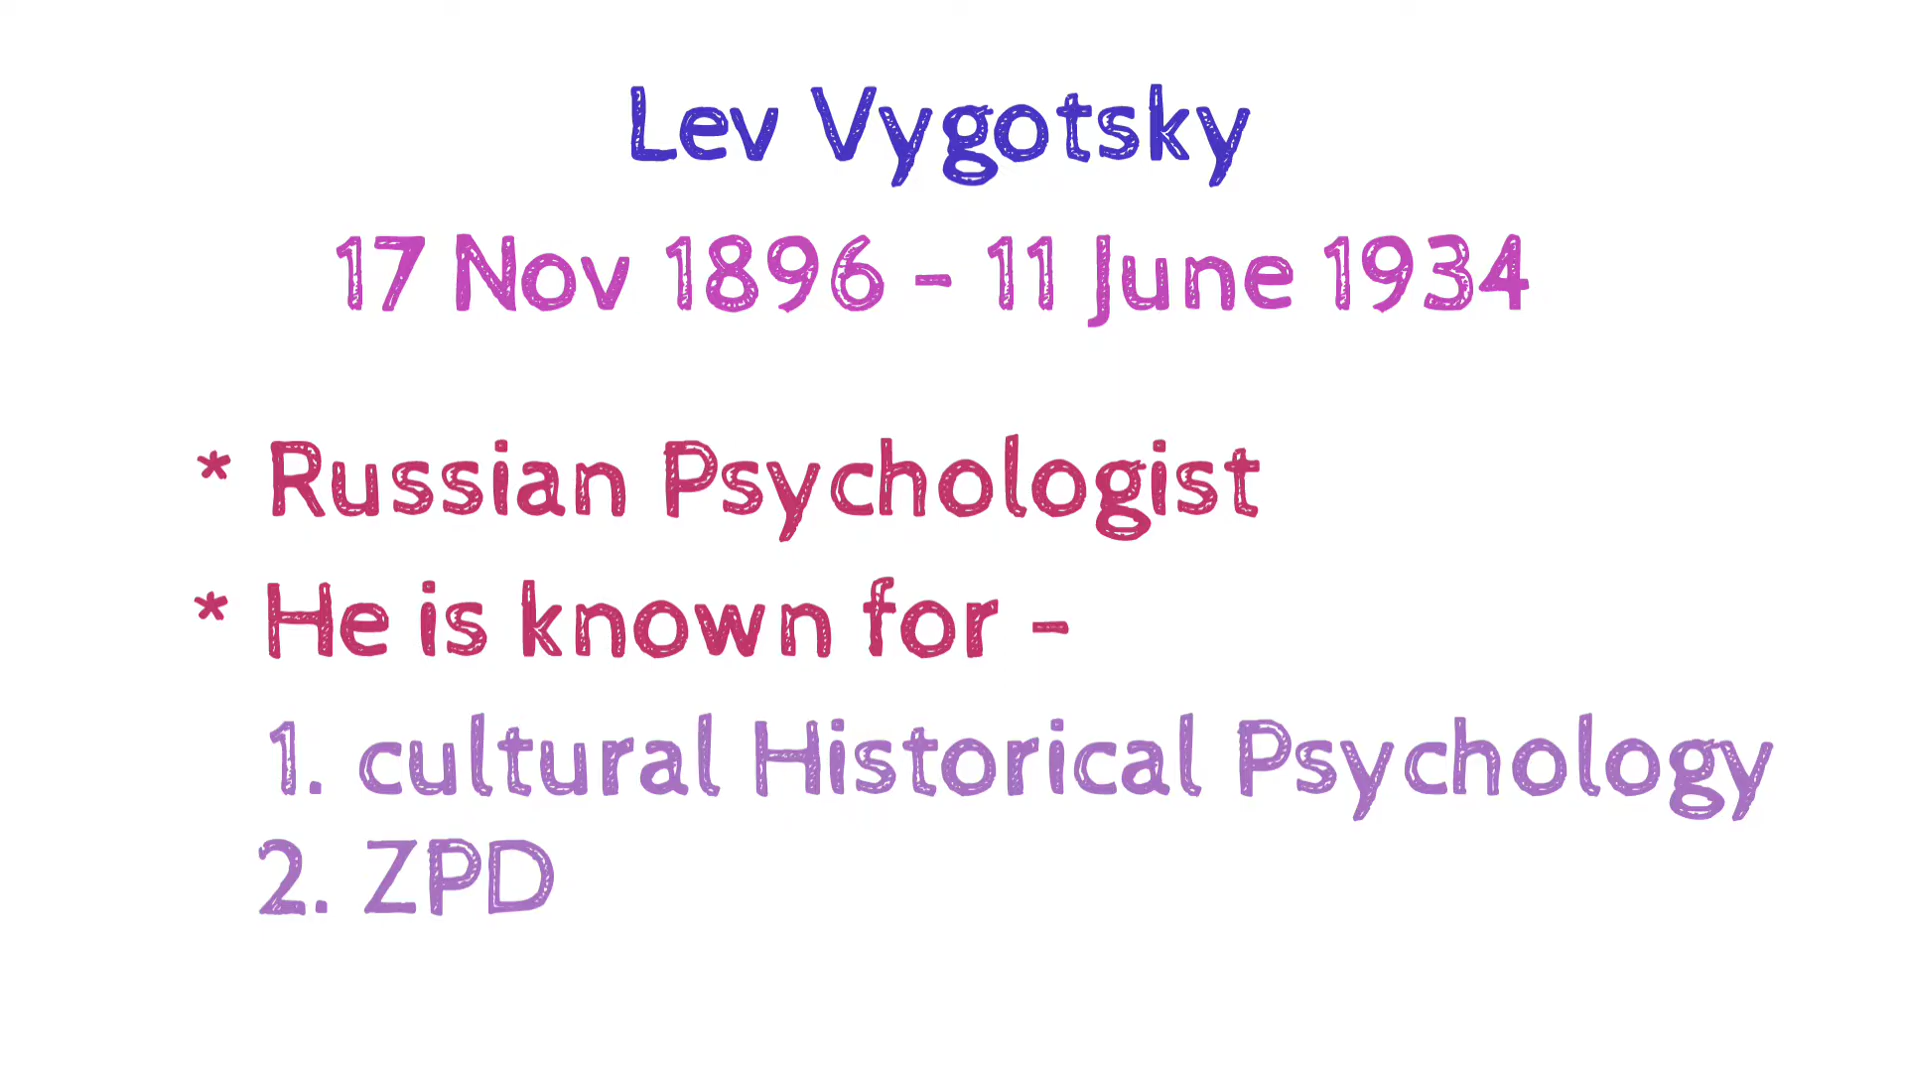 Lev Vygotsky
17 Nov 1896 - 11 June 1934
* Russian Psychologist
* He is known for -
1. cultural Historical Psychology
2. ZPD